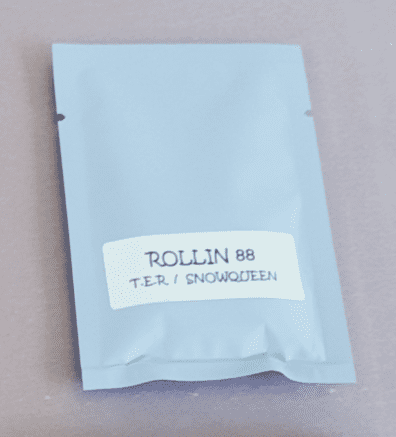 ROLLIN 88
T.E.R. / SNOWQUEEN